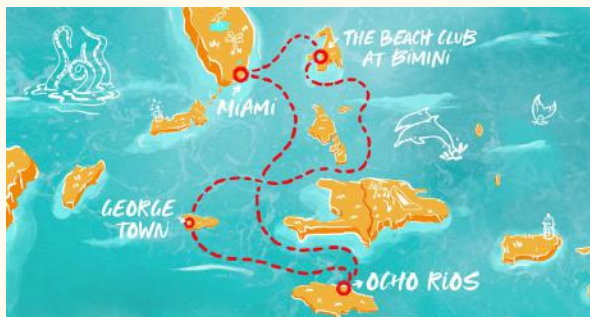 THE BEACH CLUB
AT BIMINI
MIAMI
GEORGE
TOWN
OCHO RIOS